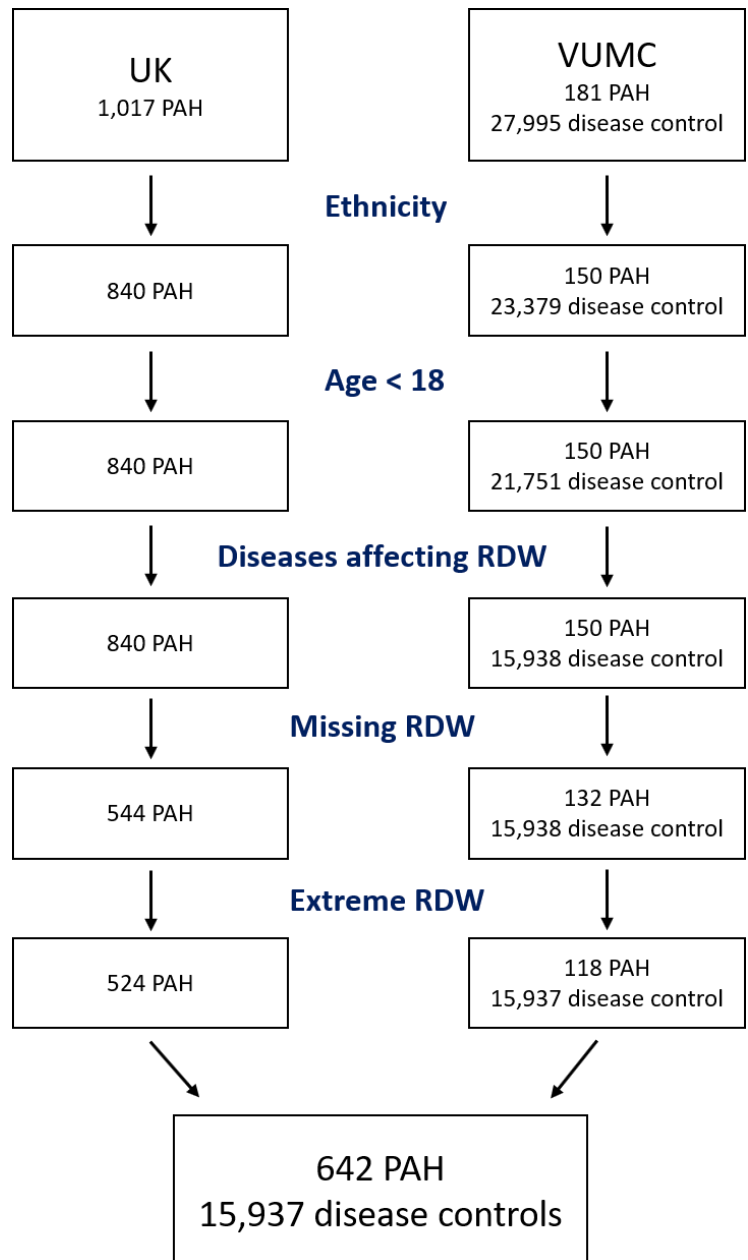 UK
1,017 PAH
VUMC
181 PAH
27,995 disease control
Ethnicity
840 PAH
150 PAH
23,379 disease control
Age < 18
840 PAH
150 PAH
21,751 disease control
Diseases affecting RDW
840 PAH
150 PAH
15,938 disease control
Missing RDW
544 PAH
132 PAH
15,938 disease control
Extreme RDW
524 PAH
118 PAH
15,937 disease control
642 PAH
15,937 disease controls